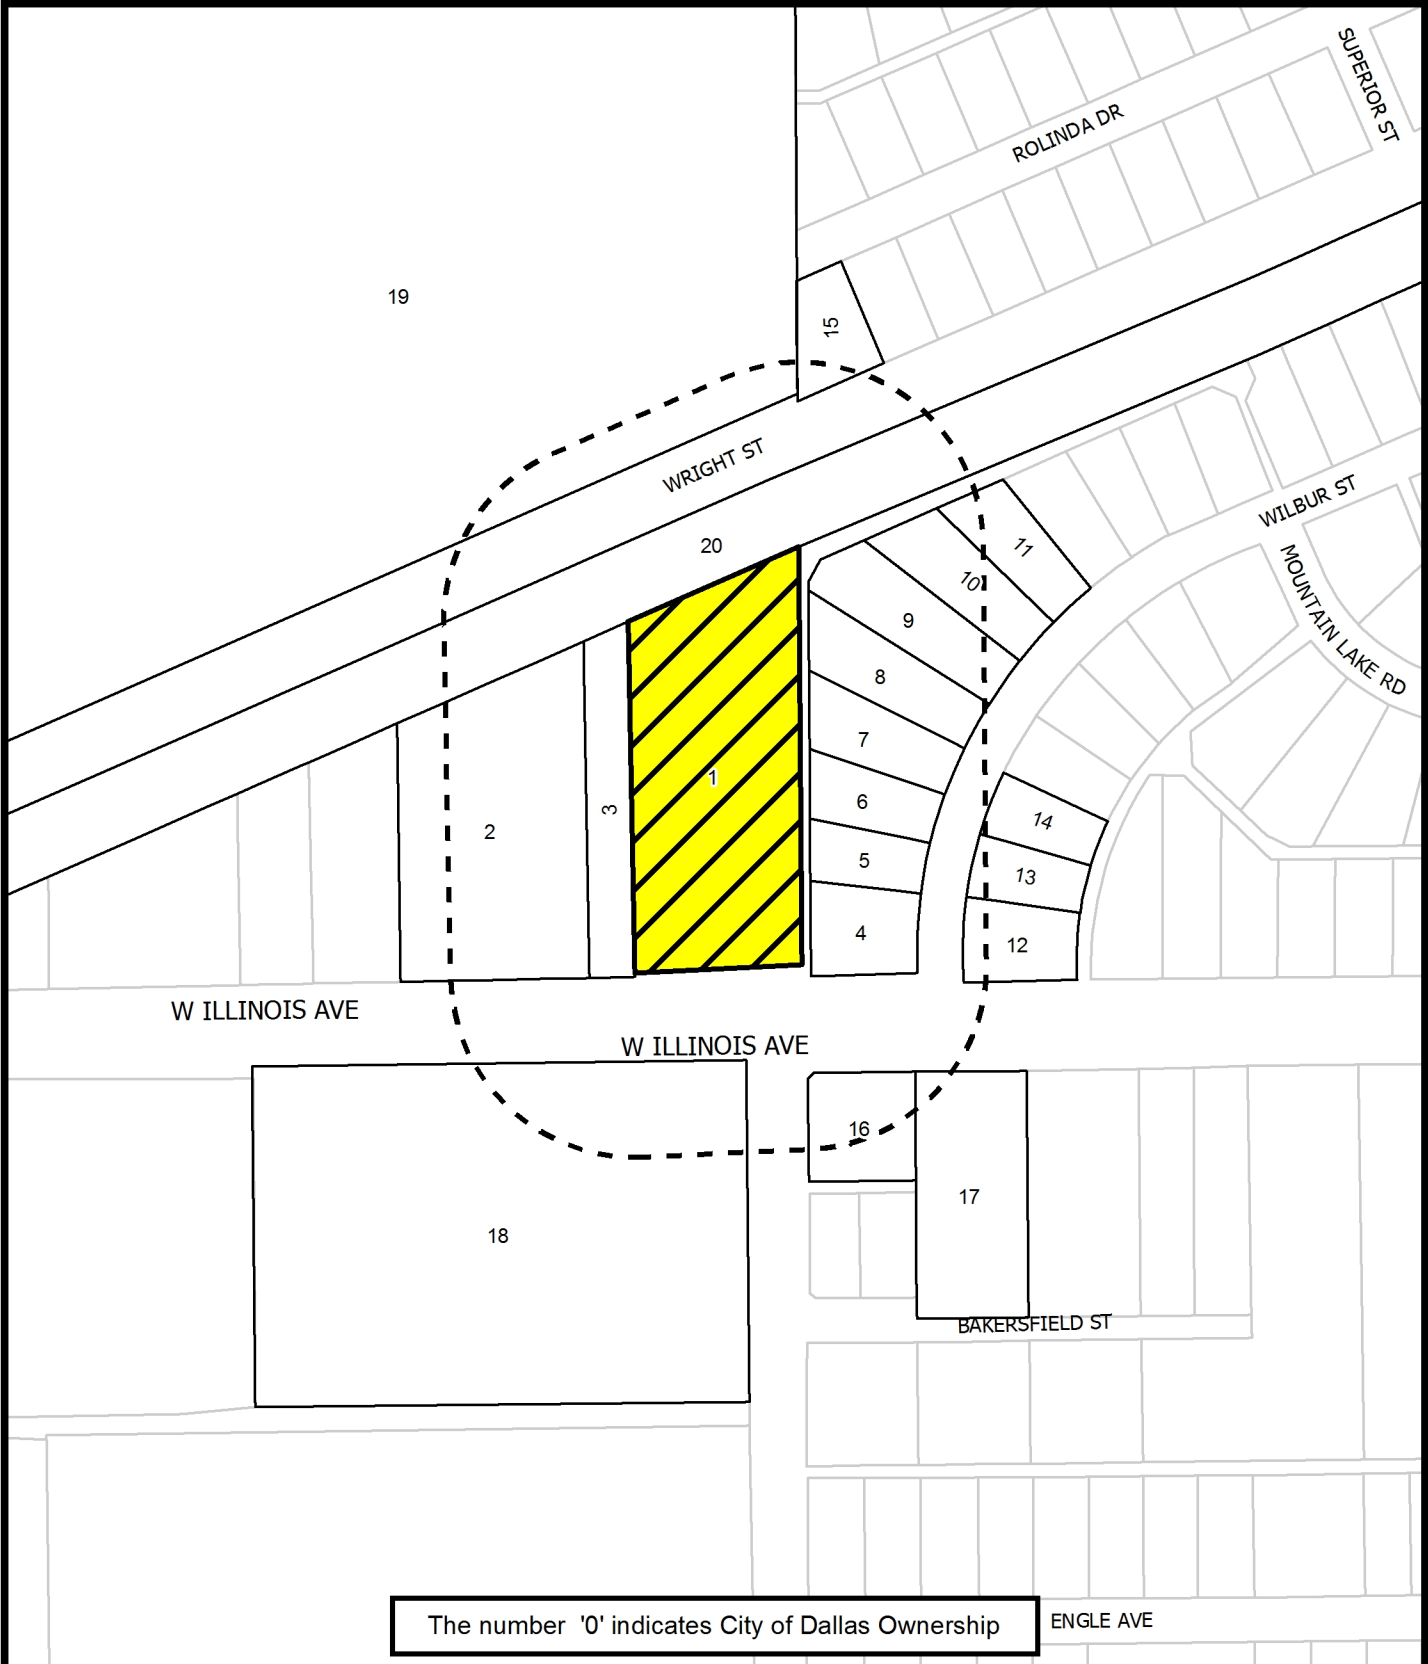 SUPERIOR ST
ROLINDA DR
19
15
WRIGHT ST
WILBUR ST
20
11
10
MOUNTAIN LAKE RD
9
8
7
1
6
3
2
14
5
13
4
12
W ILLINOIS AVE
W ILLINOIS AVE
16
17
18
BAKERSFIELD ST
The number '0' indicates City of Dallas Ownership
ENGLE AVE